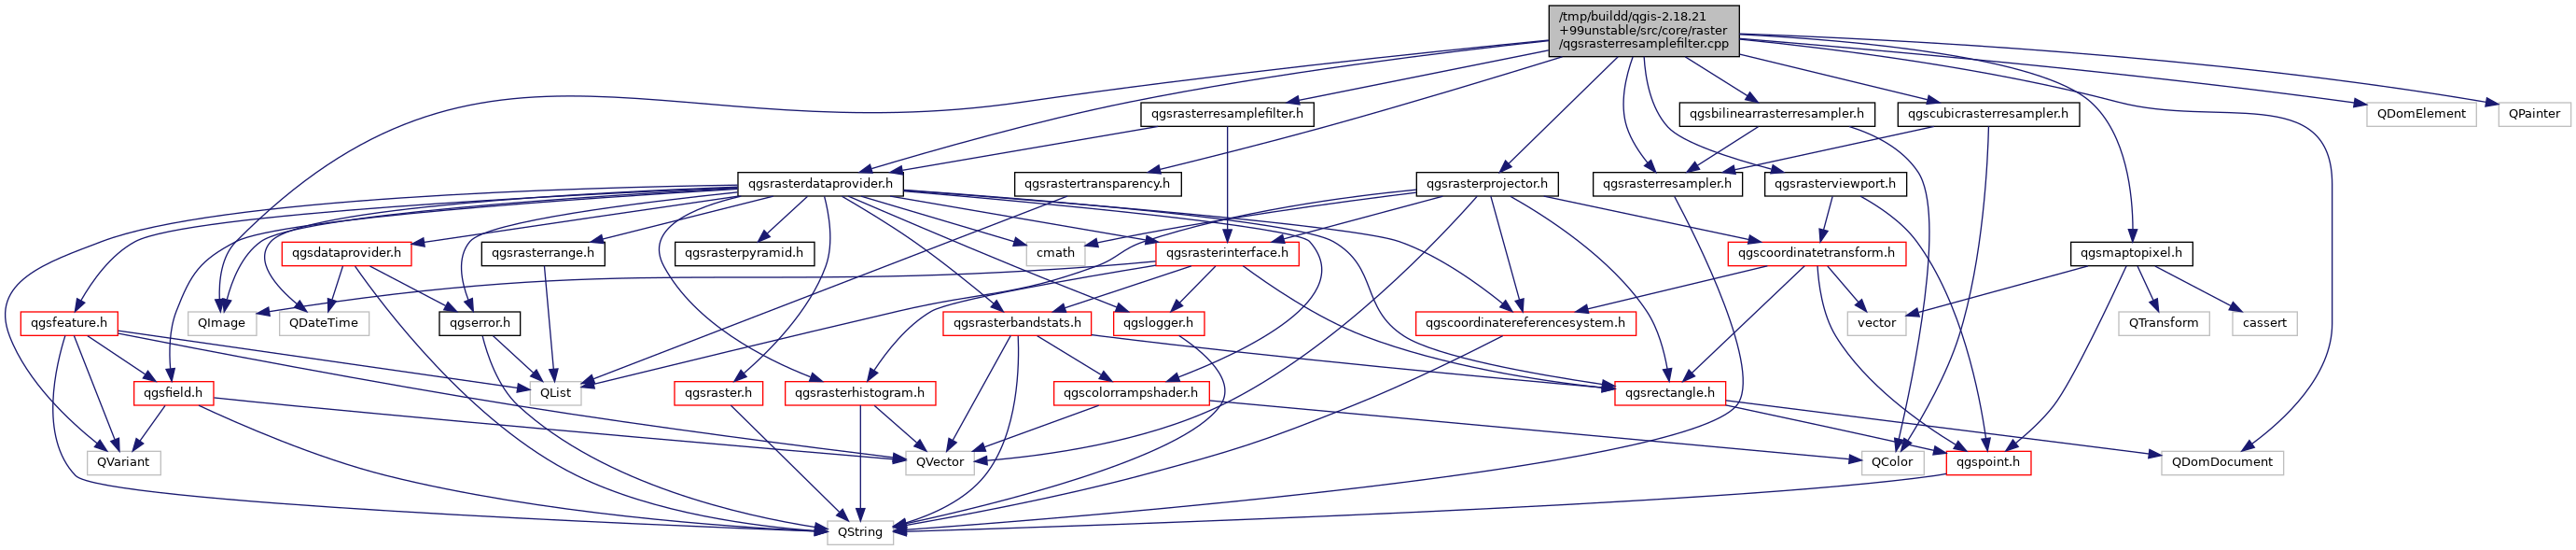 /tmp/buildd/qgis-2.18.21
+99unstable/src/core/raster
/qgsrasterresamplefilter.cpp
qgsrasterresamplefilter.h
qgsbilinearrasterresampler.h
qgscubicrasterresampler.h
QDomElement
QPainter
qgsrasterdataprovider.h
qgsrastertransparency.h
qgsrasterprojector.h
qgsrasterresampler.h
qgsrasterviewport.h
qgsdataprovider.h
qgsrasterrange.h
qgsrasterpyramid.h
cmath
qgsrasterinterface.h
qgscoordinatetransform.h
qgsmaptopixel.h
qgsfeature.h
QImage
QDateTime
qgserror.h
qgsrasterbandstats.h
qgslogger.h
qgscoordinatereferencesystem.h
vector
QTransform
cassert
qgsfield.h
QList
qgsraster.h
qgsrasterhistogram.h
qgscolorrampshader.h
qgsrectangle.h
QVariant
QVector
QColor
qgspoint.h
QDomDocument
QString